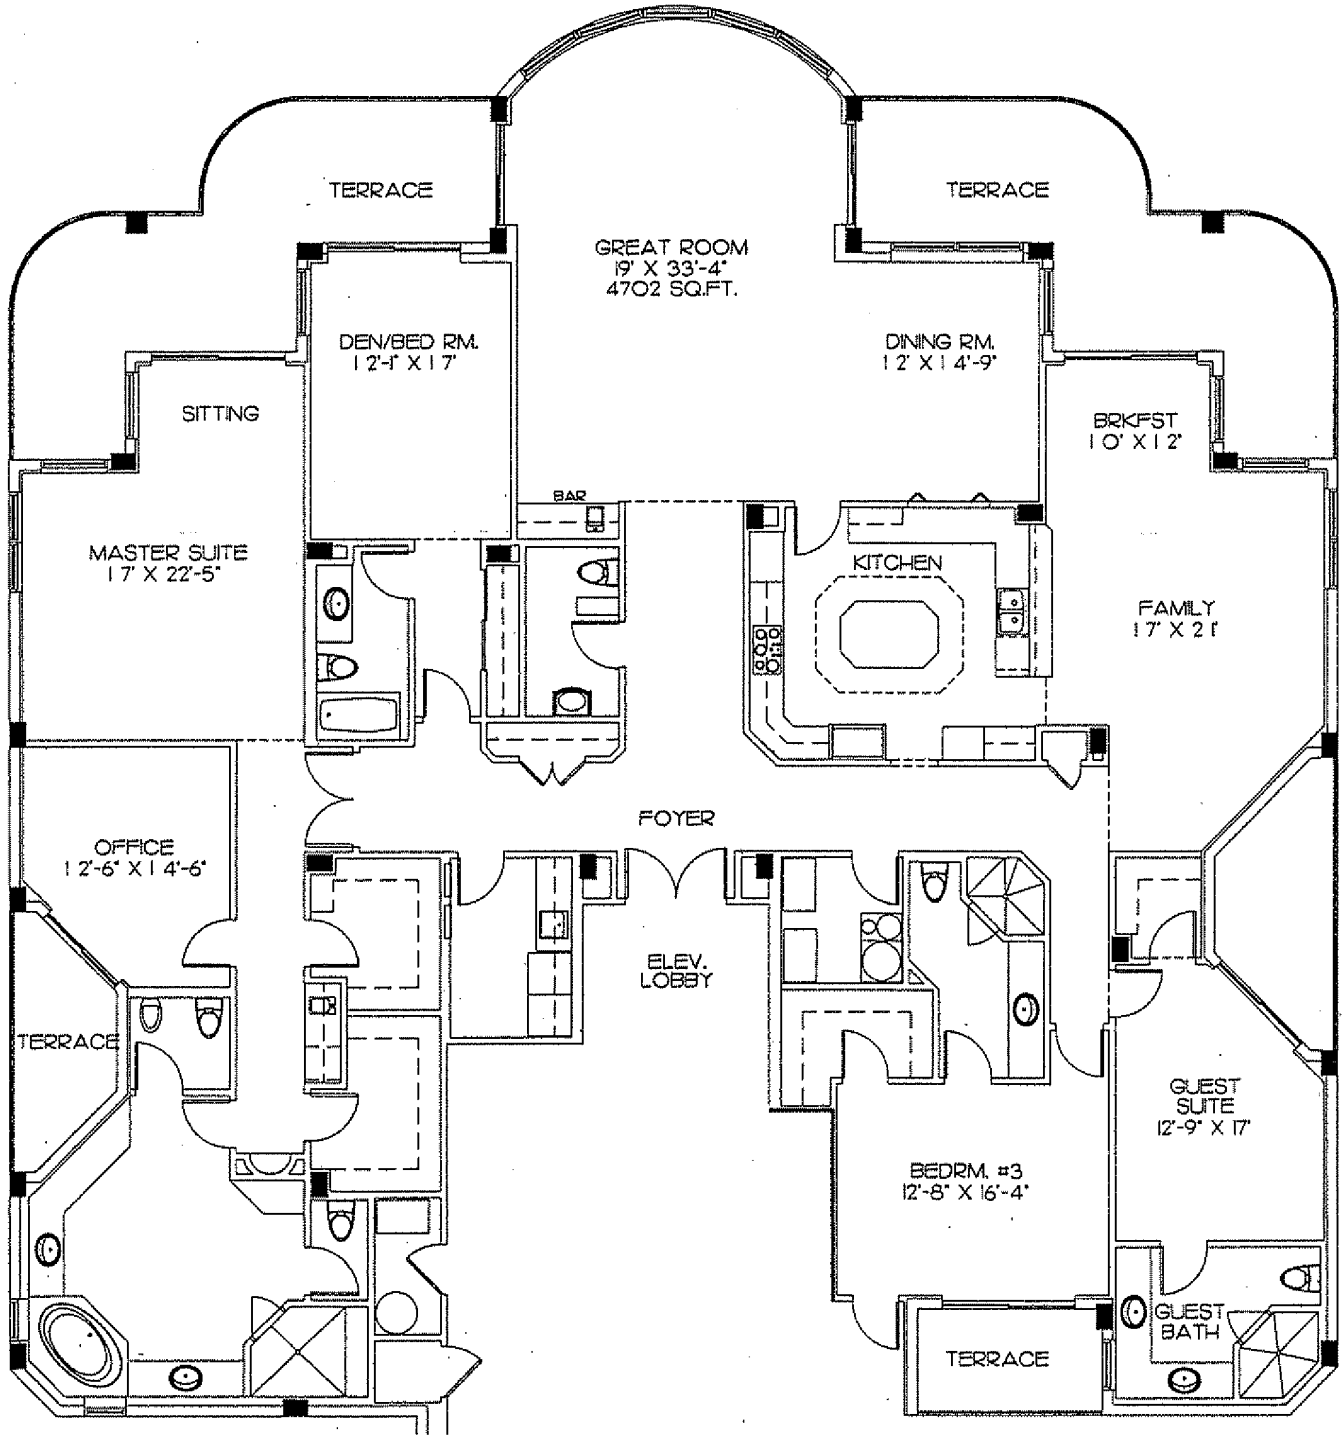 TERRACE
TERRACE
GREAT ROOM
19' X 33'-4"
4702 SQ.FT.
DEN/BED RM.
12'-1" X 17'
DINING RM.
12' X 14'-9"
SITTING
BRKFST
10' X 12'
BAR
MASTER SUITE
17' X 22'-5"
KITCHEN
FAMILY
17' X 21'
FOYER
OFFICE
12'-6" X 14'-6"
ELEV.
LOBBY
TERRACE
GUEST
SUITE
12'-9" X 17'
BEDRM. #3
12'-8" X 16'-4"
GUEST
BATH
TERRACE